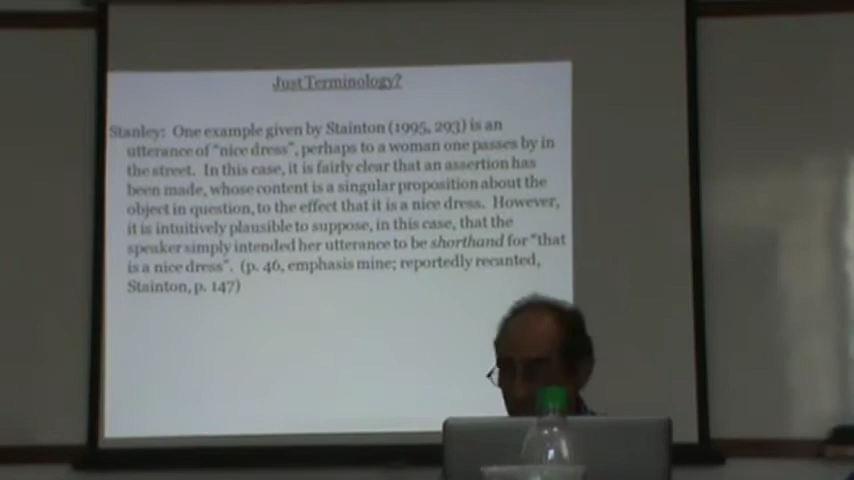 Just Terminology?
Stanley: One example given by Stainton (1995, 293) is an
utterance of "nice dress", perhaps to a woman one passes by in
the street. In this case, it is fairly clear that an assertion has
been made, whose content is a singular proposition about the
object in question, to the effect that it is a nice dress. However,
it is intuitively plausible to suppose, in this case, that the
speaker simply intended her utterance to be shorthand for "that
is a nice dress". (p. 46, emphasis mine; reportedly recanted,
Stainton, p. 147)